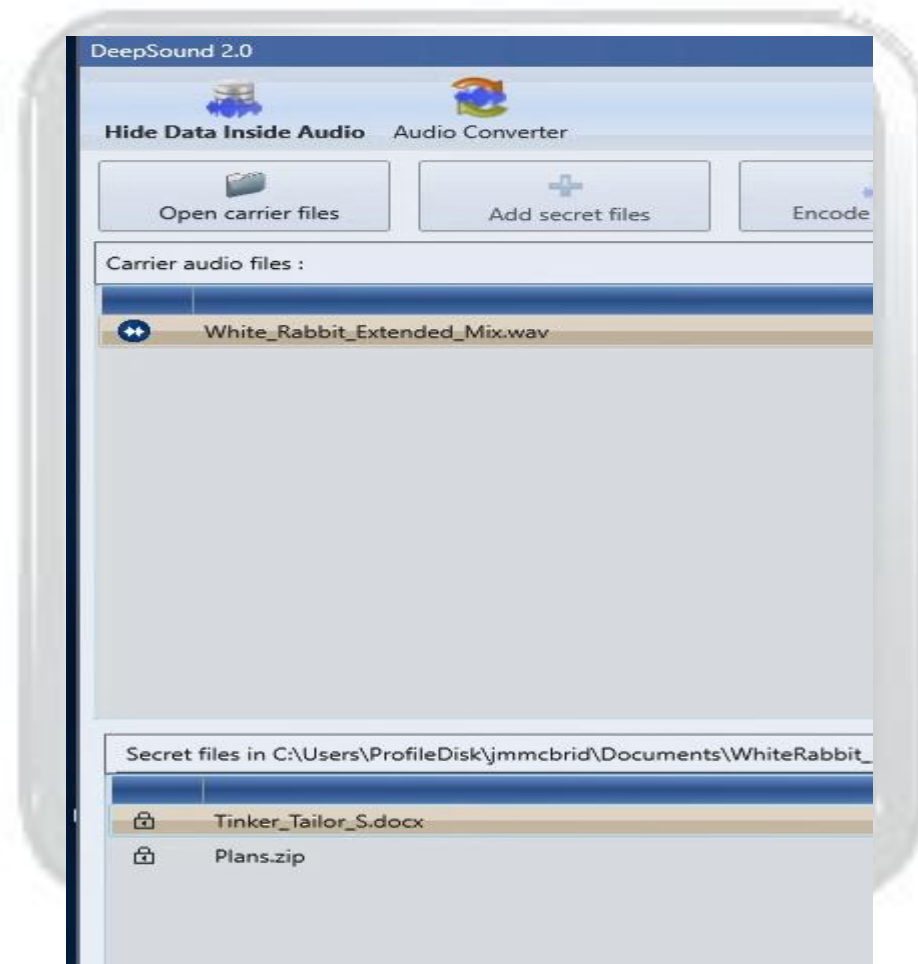 DeepSound 2.0
Hide Data Inside Audio Audio Converter
Open carrier files Add secret files Encode
Carrier audio files :
White_Rabbit_Extended_Mix.wav
Secret files in C:\Users\ProfileDisk\jmmcbrid\Documents\WhiteRabbit_
Tinker_Tailor_S.docx
Plans.zip